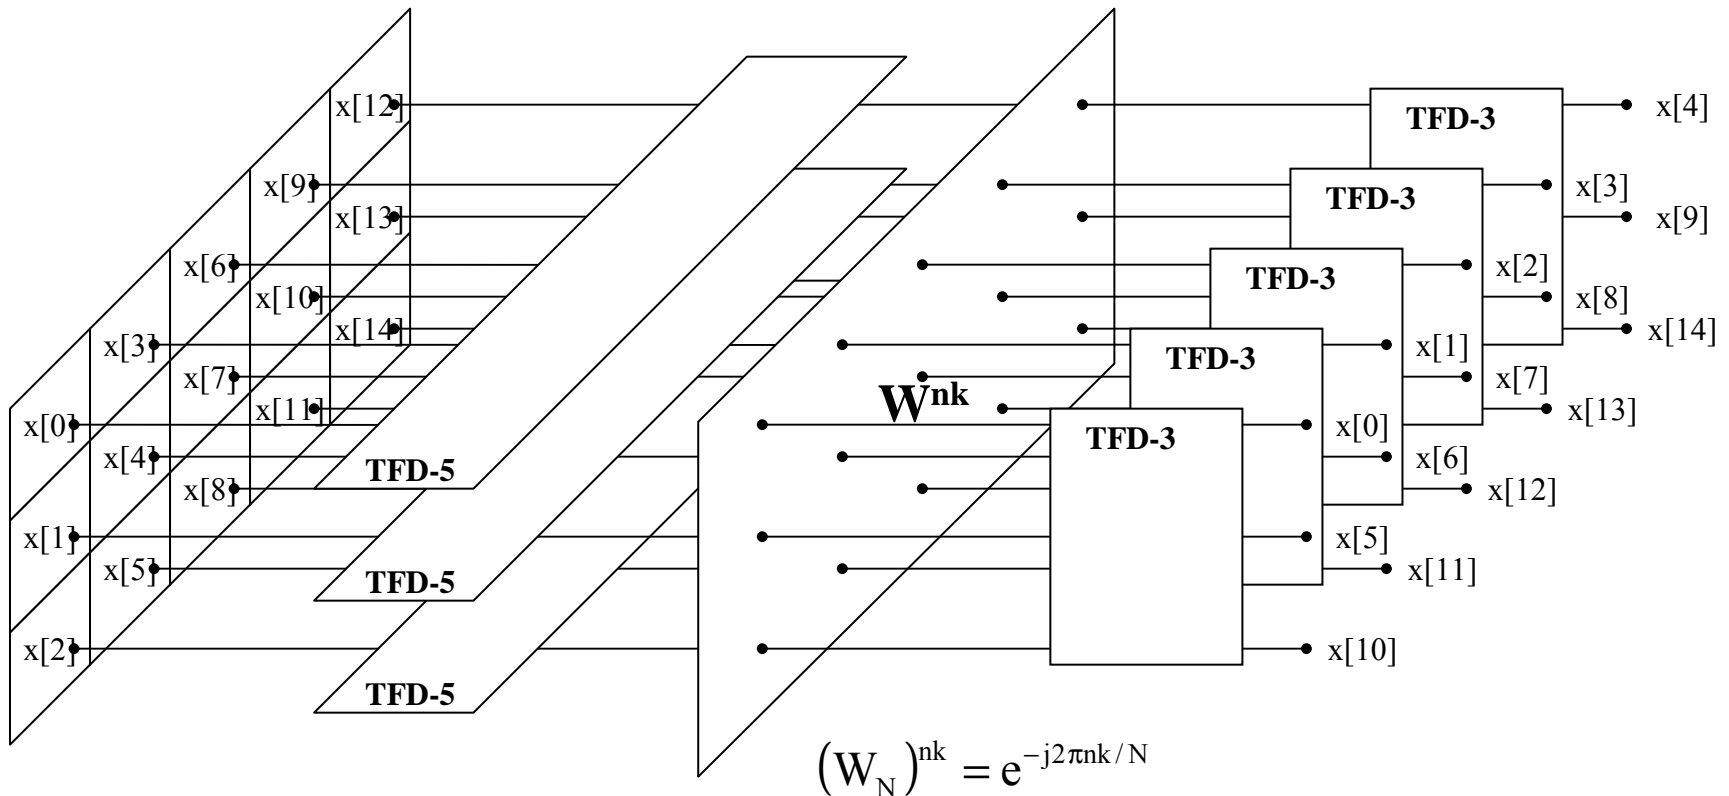 x[12]
x[9]
x[13]
x[6]
x[10]
x[14]
x[3]
x[7]
x[11]
x[0]
x[4]
x[8]
x[1]
x[5]
x[2]
TFD-5
TFD-5
TFD-5
W^nk
TFD-3
TFD-3
TFD-3
TFD-3
TFD-3
x[4]
x[3]
x[9]
x[2]
x[8]
x[14]
x[1]
x[7]
x[13]
x[0]
x[6]
x[12]
x[5]
x[11]
x[10]
(W_N)^nk = e^−j2πnk/N